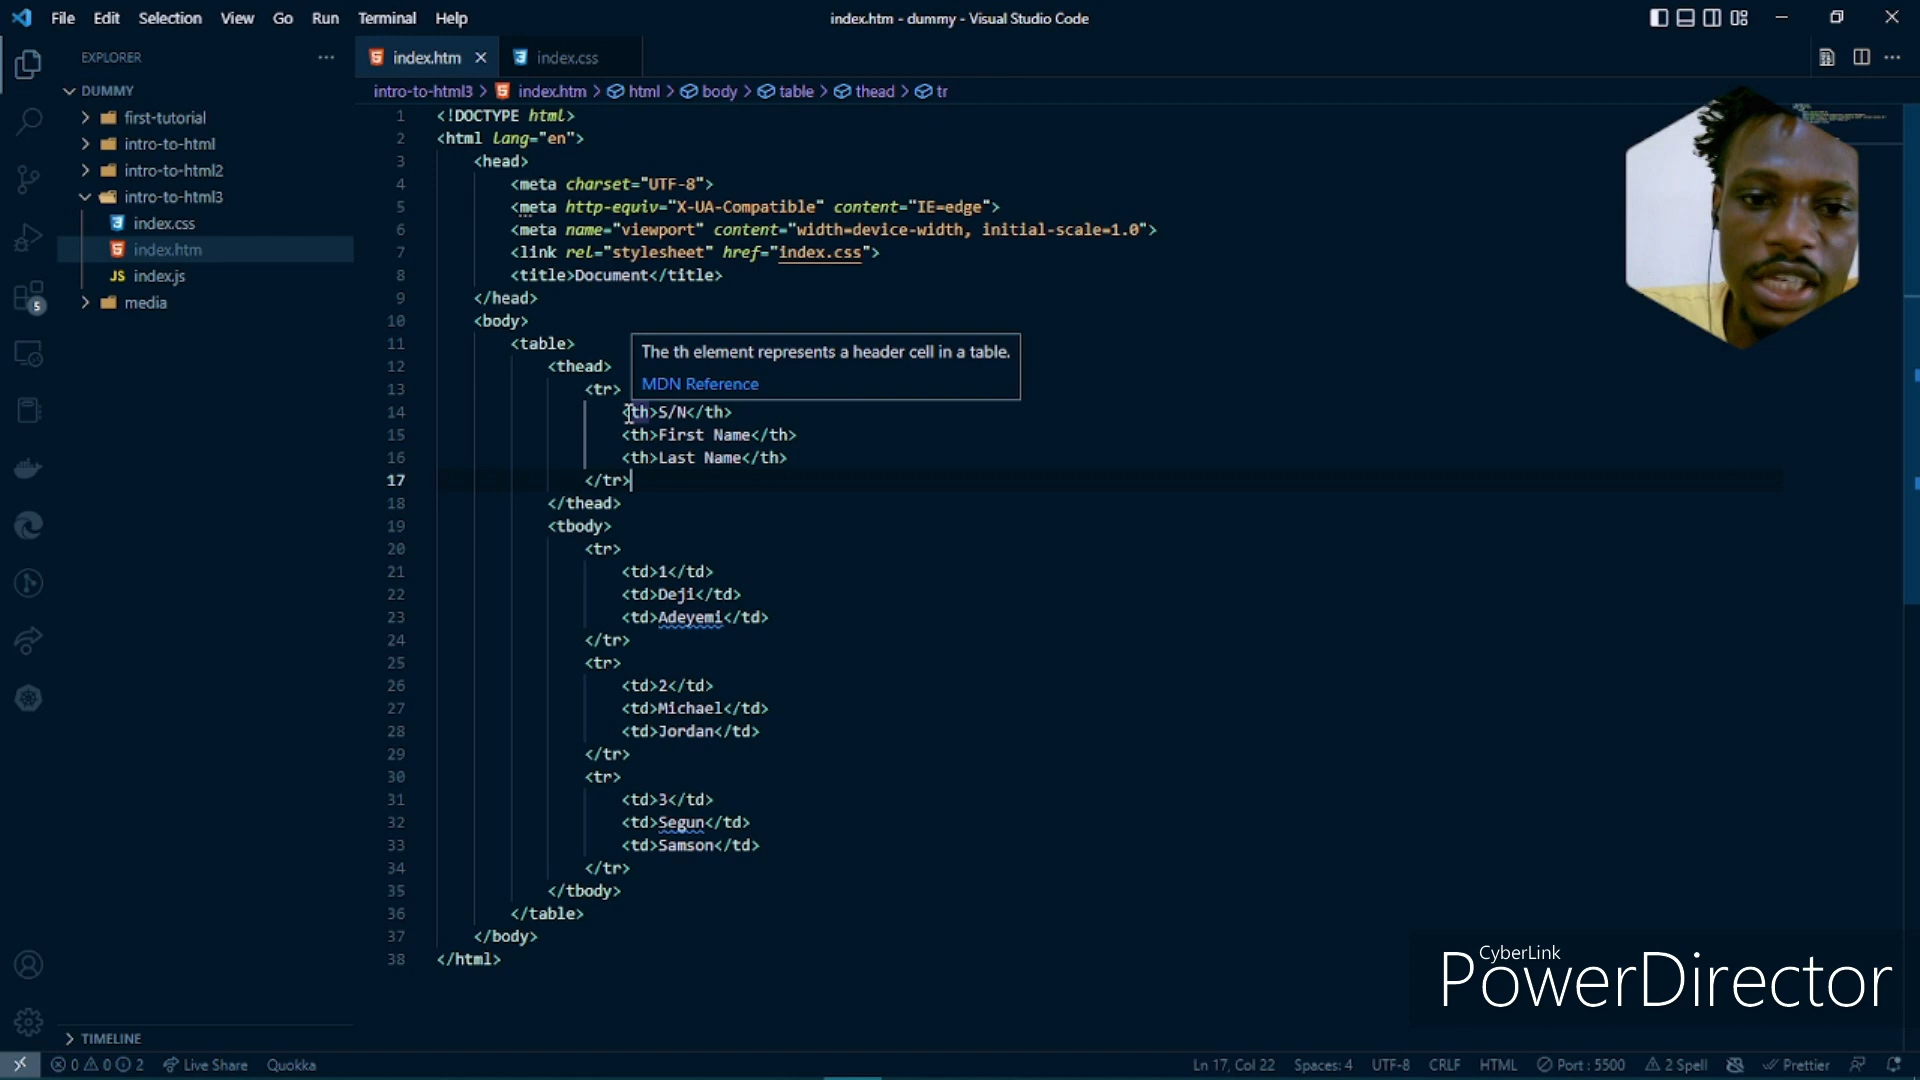 File Edit Selection View Go Run Terminal Help
index.htm - dummy - Visual Studio Code
EXPLORER
index.htm
index.css
DUMMY
first-tutorial
intro-to-html
intro-to-html2
intro-to-html3
index.css
index.htm
JS index.js
media
5
intro-to-html3 > index.htm > html > body > table > thead > tr
1 <!DOCTYPE html>
2 <html lang="en">
3 <head>
4 <meta charset="UTF-8">
5 <meta http-equiv="X-UA-Compatible" content="IE=edge">
6 <meta name="viewport" content="width=device-width, initial-scale=1.0">
7 <link rel="stylesheet" href="index.css">
8 <title>Document</title>
9 </head>
10 <body>
11 <table>
12 <thead>
13 <tr>
The th element represents a header cell in a table.
MDN Reference
14 <th>S/N</th>
15 <th>First Name</th>
16 <th>Last Name</th>
17 </tr>
18 </thead>
19 <tbody>
20 <tr>
21 <td>1</td>
22 <td>Deji</td>
23 <td>Adeyemi</td>
24 </tr>
25 <tr>
26 <td>2</td>
27 <td>Michael</td>
28 <td>Jordan</td>
29 </tr>
30 <tr>
31 <td>3</td>
32 <td>Segun</td>
33 <td>Samson</td>
34 </tr>
35 </tbody>
36 </table>
37 </body>
38 </html>
CyberLink
PowerDirector
TIMELINE
0 0 2 Live Share Quokka
Ln 17, Col 22 Spaces: 4 UTF-8 CRLF HTML Port : 5500 2 Spell Prettier